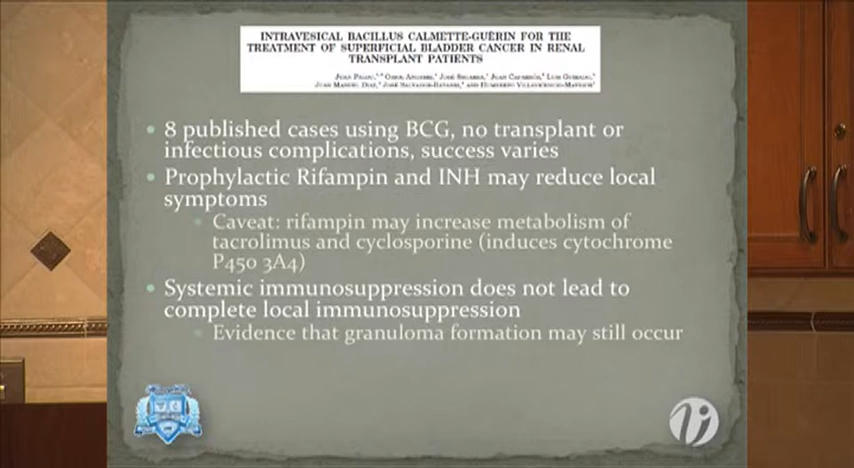 INTRAVESICAL BACILLUS CALMETTE-GUÉRIN FOR THE
TREATMENT OF SUPERFICIAL BLADDER CANCER IN RENAL
TRANSPLANT PATIENTS
8 published cases using BCG, no transplant or
infectious complications, success varies
Prophylactic Rifampin and INH may reduce local
symptoms
Caveat: rifampin may increase metabolism of
tacrolimus and cyclosporine (induces cytochrome
P450 3A4)
Systemic immunosuppression does not lead to
complete local immunosuppression
Evidence that granuloma formation may still occur